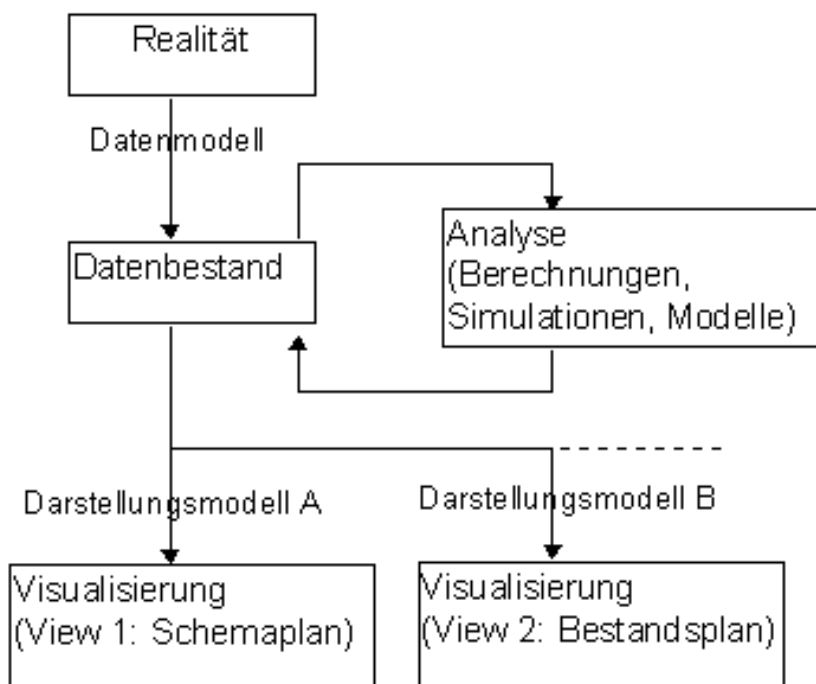 Realität
Datenmodell
Datenbestand
Analyse
(Berechnungen,
Simulationen, Modelle)
Darstellungsmodell A
Darstellungsmodell B
Visualisierung
(View 1: Schemaplan)
Visualisierung
(View 2: Bestandsplan)